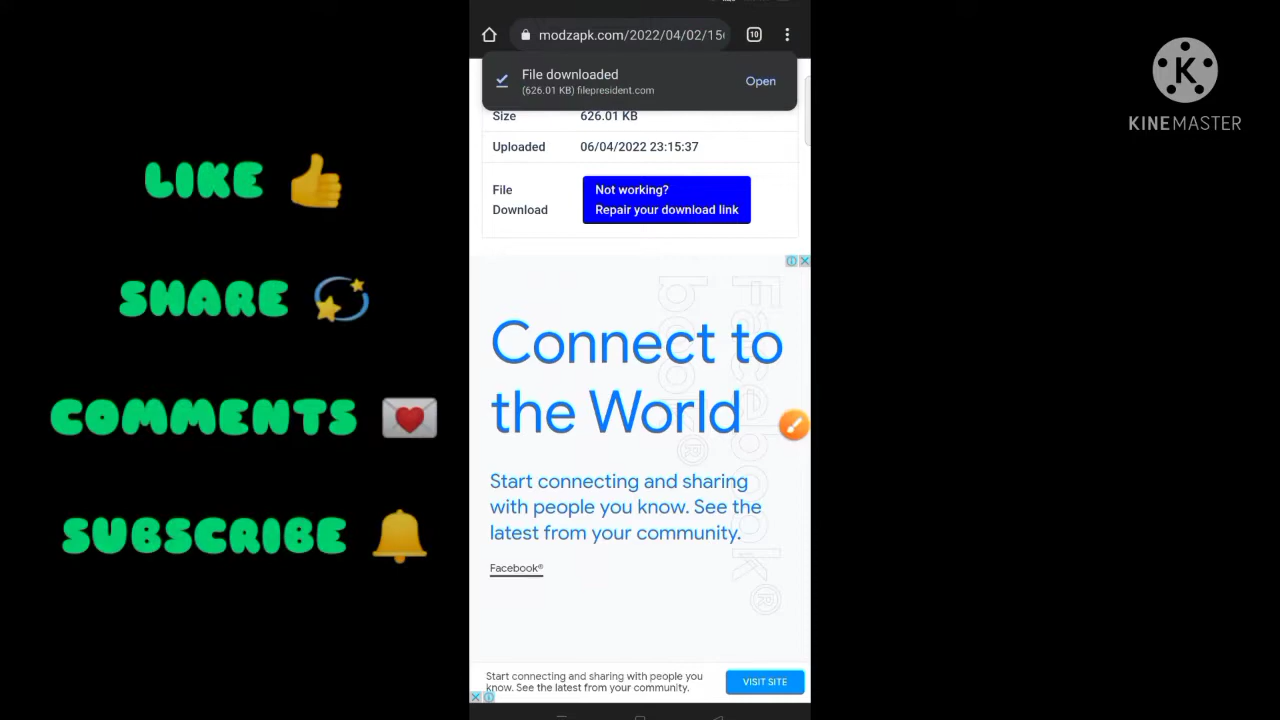 LIKE 👍
SHARE 💫
COMMENTS 💌
SUBSCRIBE 🔔
modzapk.com/2022/04/02/15
10
File downloaded
(626.01 KB) filepresident.com
Open
Size 626.01 KB
Uploaded 06/04/2022 23:15:37
File
Download
Not working?
Repair your download link
Facebook®
Connect to
the World
Start connecting and sharing
with people you know. See the
latest from your community.
Facebook®
Start connecting and sharing with people you
know. See the latest from your community.
VISIT SITE
K
KINEMASTER